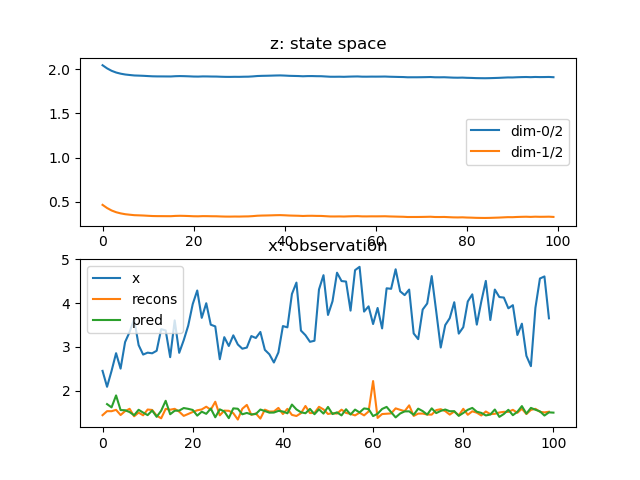 z: state space
2.0
1.5
1.0
0.5
dim-0/2
dim-1/2
0 20 40 60 80 100
x: observation
5
4
3
2
x
recons
pred
0 20 40 60 80 100